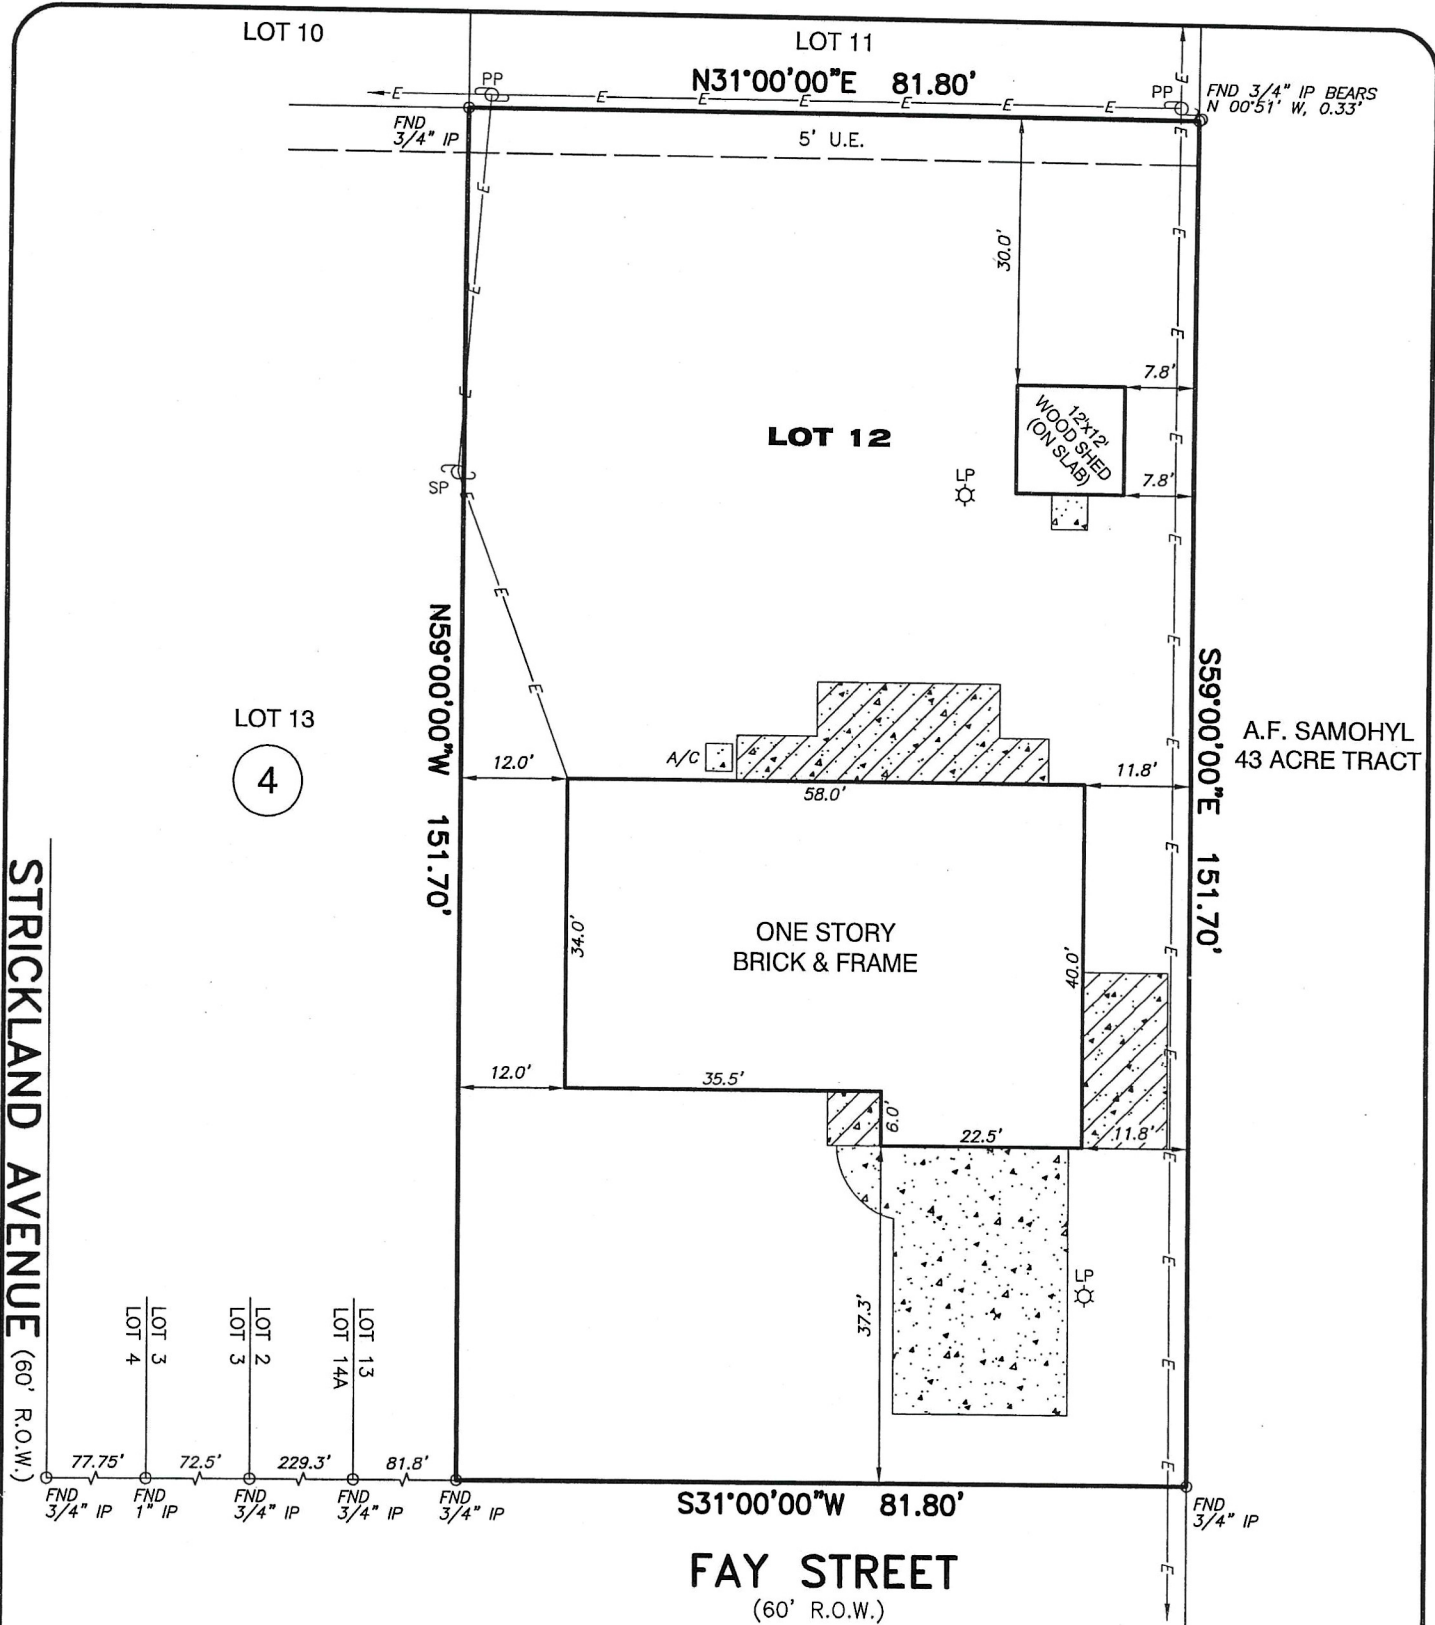 LOT 10
LOT 11
N31°00'00"E 81.80'
PP
PP
FND 3/4" IP BEARS
N 00°51' W, 0.33'
E
E
E
E
E
E
E
E
FND
3/4" IP
5' U.E.
E
E
E
E
30.0'
E
E
7.8'
12'x12'
WOOD SHED
(ON SLAB)
LOT 12
E
E
7.8'
LP
SP
E
E
E
E
N59°00'00"W 151.70'
S59°00'00"E 151.70'
E
LOT 13
4
A.F. SAMOHYL
43 ACRE TRACT
A/C
12.0'
58.0'
11.8'
E
34.0'
ONE STORY
BRICK & FRAME
40.0'
E
E
12.0'
35.5'
6.0'
22.5'
11.8'
E
STRICKLAND AVENUE (60' R.O.W.)
E
37.3'
LP
LOT 3
LOT 4
LOT 2
LOT 3
LOT 13
LOT 14A
E
77.75'
72.5'
229.3'
81.8'
E
FND
3/4" IP
FND
1" IP
FND
3/4" IP
FND
3/4" IP
FND
3/4" IP
S31°00'00"W 81.80'
FND
3/4" IP
E
FAY STREET
(60' R.O.W.)